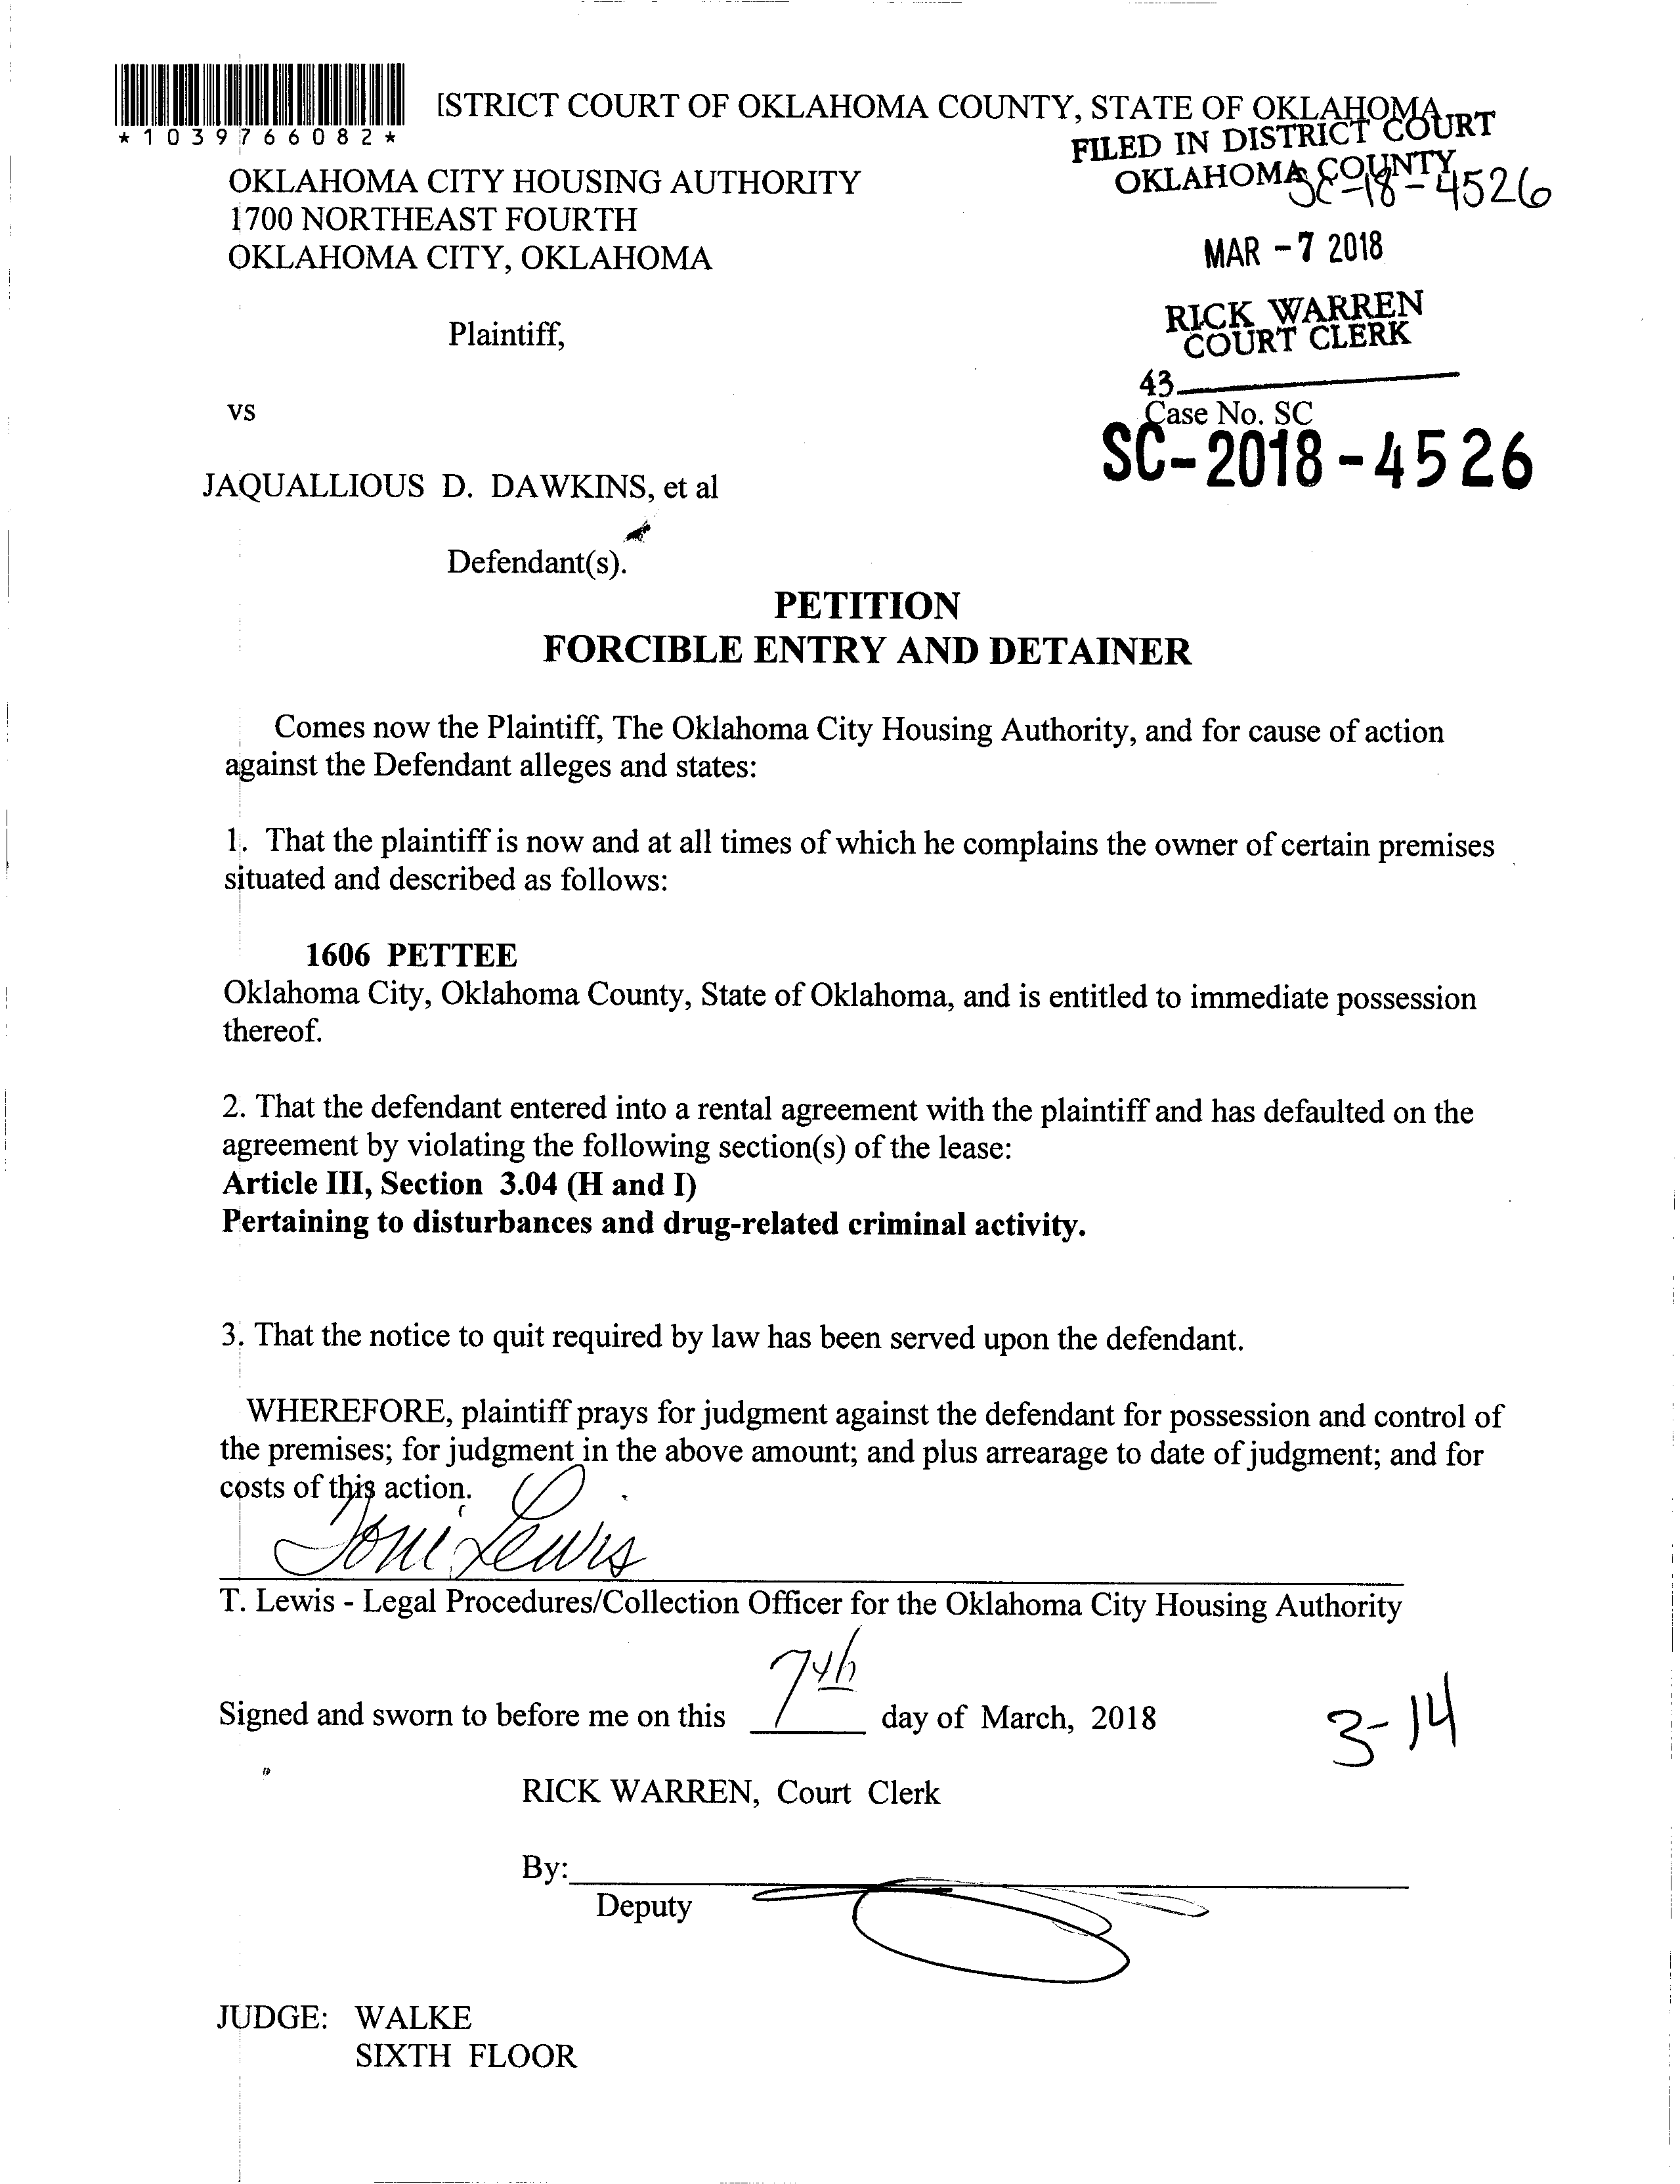 *1039766082*
ISTRICT COURT OF OKLAHOMA COUNTY, STATE OF OKLAHOMA
FILED IN DISTRICT COURT
OKLAHOMA COUNTY
SC-18-4526
OKLAHOMA CITY HOUSING AUTHORITY
1700 NORTHEAST FOURTH
OKLAHOMA CITY, OKLAHOMA
MAR -7 2018
RICK WARREN
COURT CLERK
Plaintiff,
43
vs
Case No. SC
SC-2018-4526
JAQUALLIOUS D. DAWKINS, et al
Defendant(s).
PETITION
FORCIBLE ENTRY AND DETAINER
Comes now the Plaintiff, The Oklahoma City Housing Authority, and for cause of action
against the Defendant alleges and states:
1. That the plaintiff is now and at all times of which he complains the owner of certain premises
situated and described as follows:
1606 PETTEE
Oklahoma City, Oklahoma County, State of Oklahoma, and is entitled to immediate possession
thereof.
2. That the defendant entered into a rental agreement with the plaintiff and has defaulted on the
agreement by violating the following section(s) of the lease:
Article III, Section 3.04 (H and I)
Pertaining to disturbances and drug-related criminal activity.
3. That the notice to quit required by law has been served upon the defendant.
WHEREFORE, plaintiff prays for judgment against the defendant for possession and control of
the premises; for judgment in the above amount; and plus arrearage to date of judgment; and for
costs of this action.
Toni Lewis
T. Lewis - Legal Procedures/Collection Officer for the Oklahoma City Housing Authority
Signed and sworn to before me on this 7th day of March, 2018
3-14
RICK WARREN, Court Clerk
By:
Deputy
JUDGE: WALKE
SIXTH FLOOR